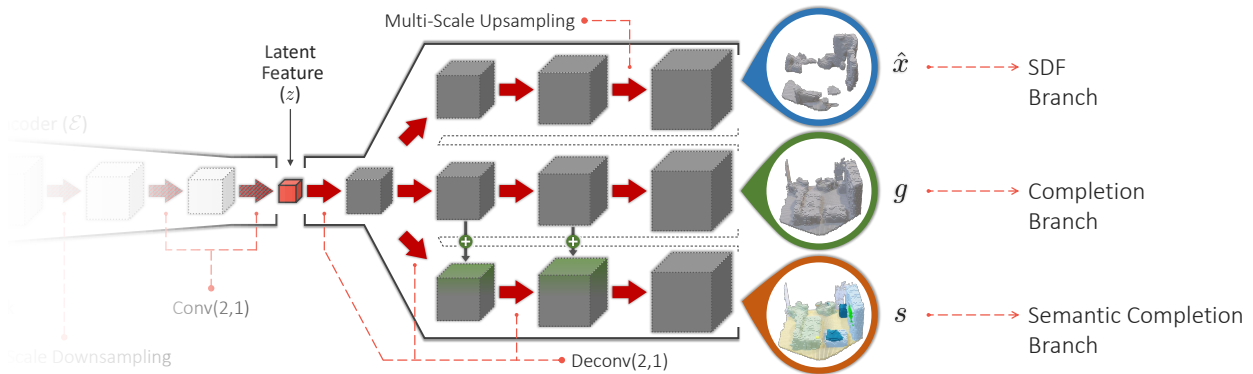 Multi-Scale Upsampling
Latent
Feature
(z)
x̂
SDF
Branch
coder (ℰ)
g
Completion
Branch
Conv(2,1)
s
Semantic Completion
Branch
Scale Downsampling
Deconv(2,1)